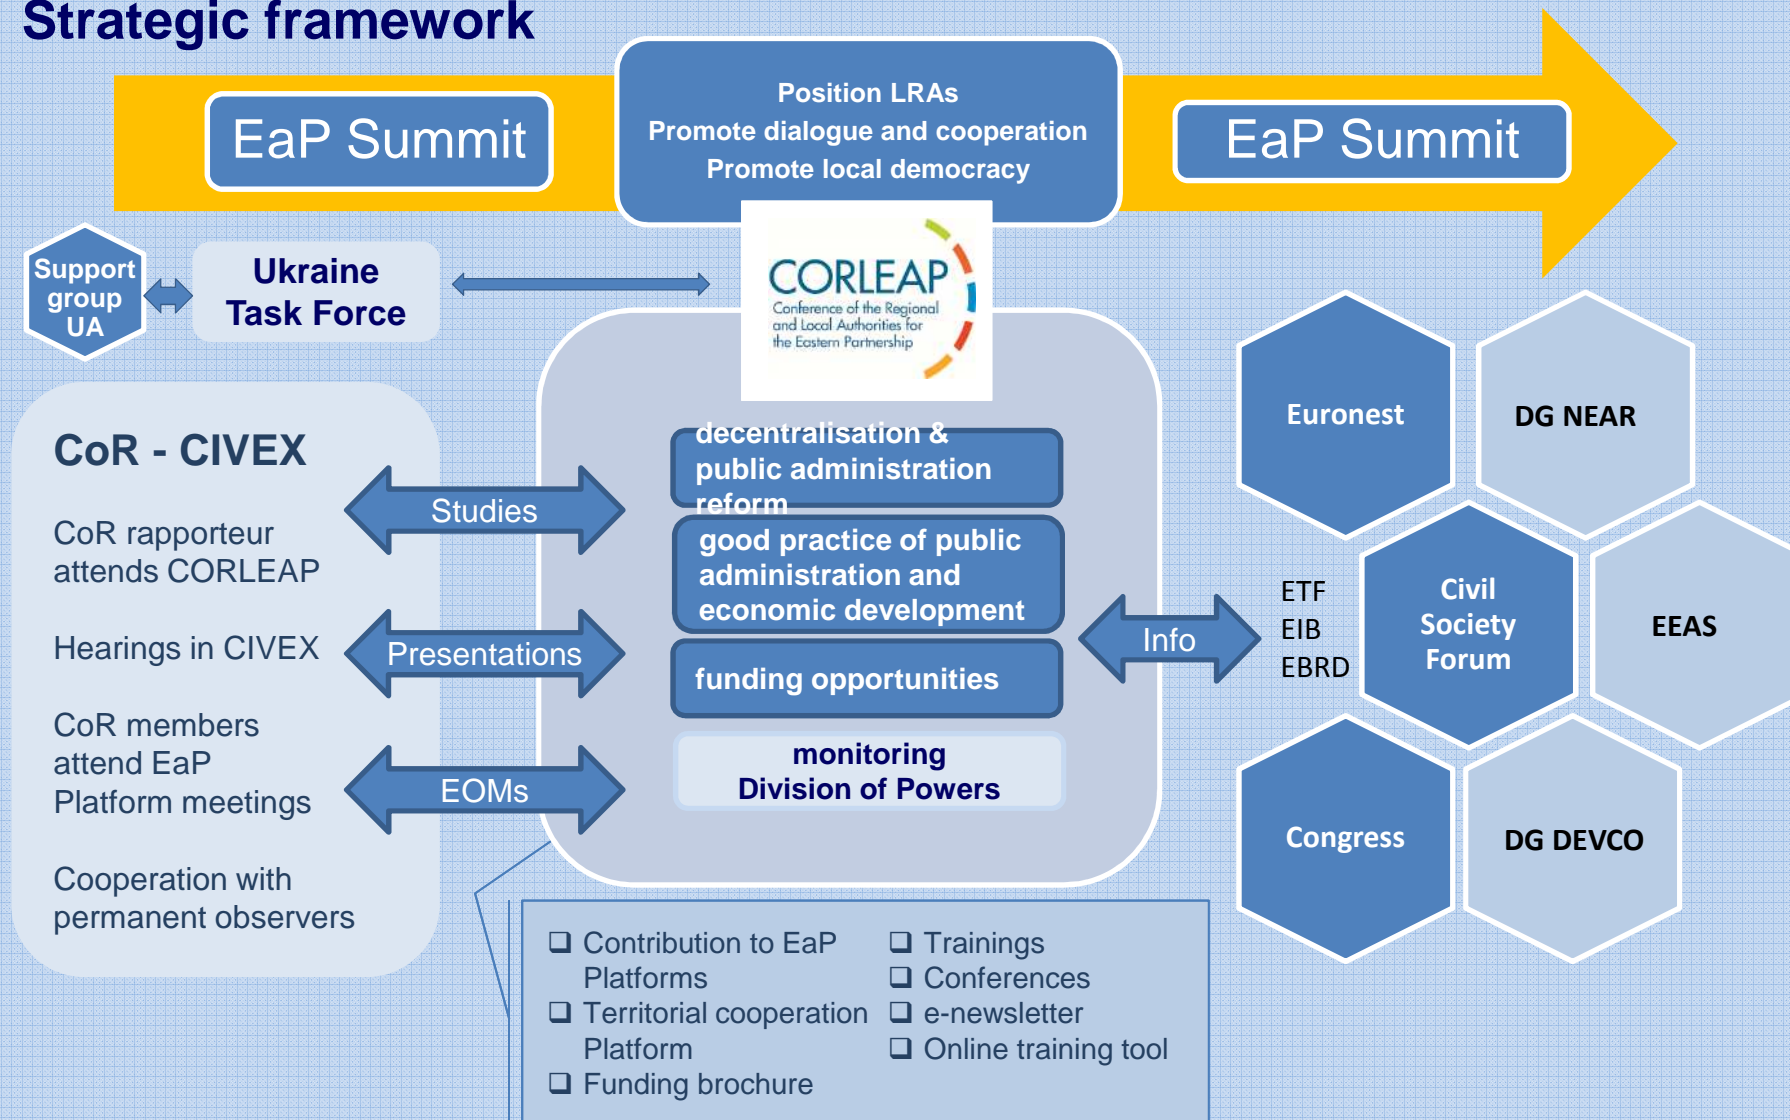 Strategic framework
EaP Summit
Position LRAs
Promote dialogue and cooperation
Promote local democracy
EaP Summit
Support
group
UA
Ukraine
Task Force
CORLEAP
Conference of the Regional
and Local Authorities for
the Eastern Partnership
CoR - CIVEX
CoR rapporteur
attends CORLEAP
Hearings in CIVEX
CoR members
attend EaP
Platform meetings
Cooperation with
permanent observers
Studies
Presentations
EOMs
decentralisation &
public administration
reform
good practice of public
administration and
economic development
funding opportunities
monitoring
Division of Powers
Info
ETF
EIB
EBRD
Euronest
DG NEAR
Civil
Society
Forum
EEAS
Congress
DG DEVCO
❑ Contribution to EaP
Platforms
❑ Territorial cooperation
Platform
❑ Funding brochure
❑ Trainings
❑ Conferences
❑ e-newsletter
❑ Online training tool